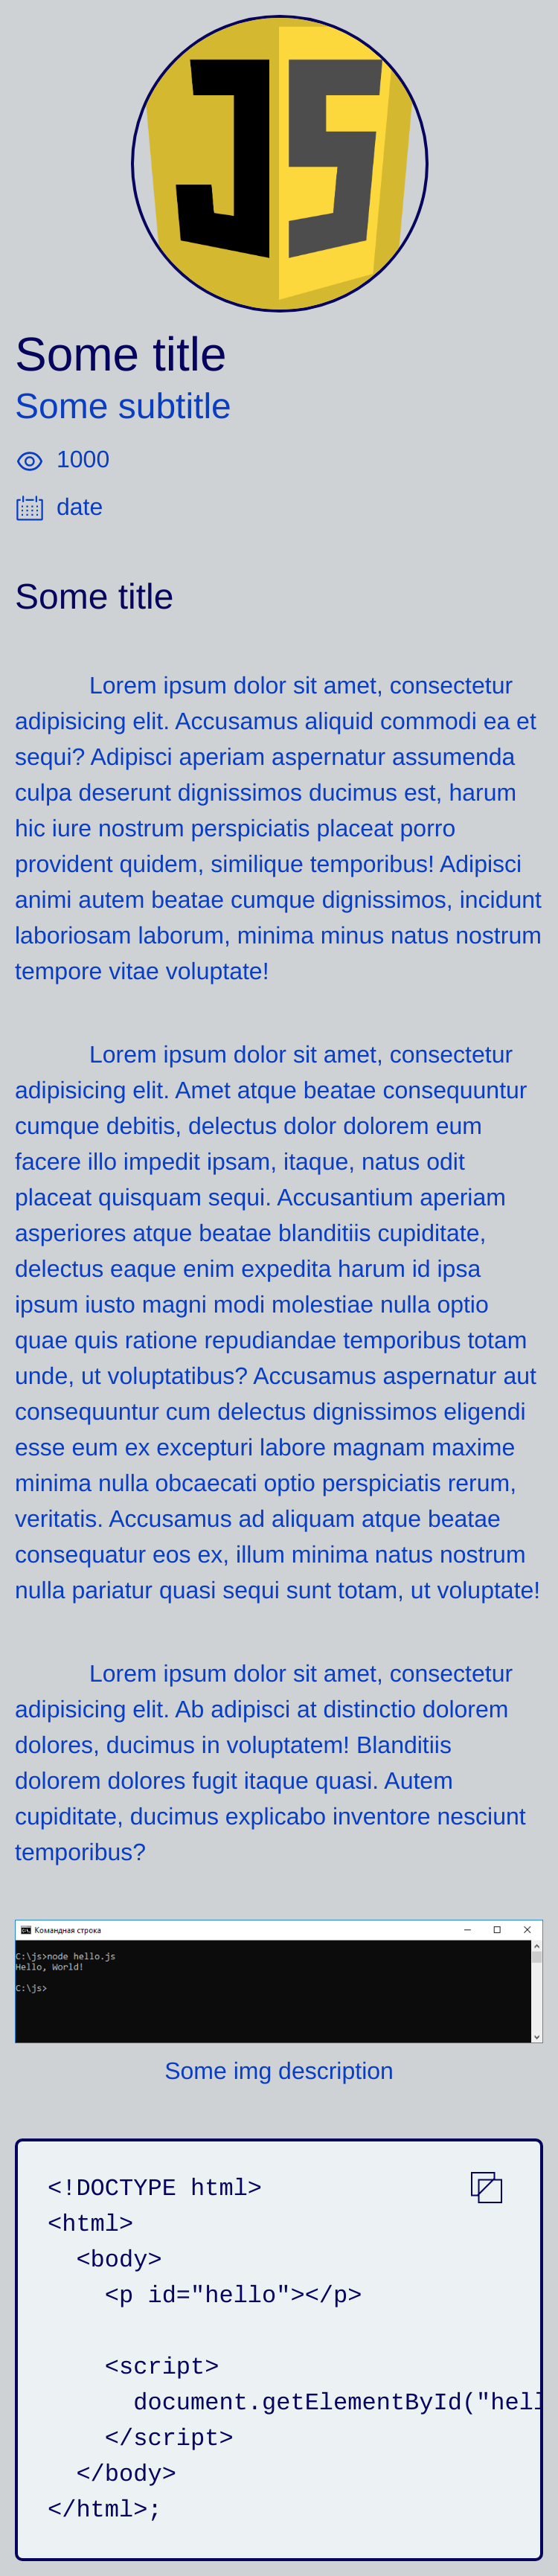 JS
Some title
Some subtitle
1000
date
Some title
Lorem ipsum dolor sit amet, consectetur
adipisicing elit. Accusamus aliquid commodi ea et
sequi? Adipisci aperiam aspernatur assumenda
culpa deserunt dignissimos ducimus est, harum
hic iure nostrum perspiciatis placeat porro
provident quidem, similique temporibus! Adipisci
animi autem beatae cumque dignissimos, incidunt
laboriosam laborum, minima minus natus nostrum
tempore vitae voluptate!
Lorem ipsum dolor sit amet, consectetur
adipisicing elit. Amet atque beatae consequuntur
cumque debitis, delectus dolor dolorem eum
facere illo impedit ipsam, itaque, natus odit
placeat quisquam sequi. Accusantium aperiam
asperiores atque beatae blanditiis cupiditate,
delectus eaque enim expedita harum id ipsa
ipsum iusto magni modi molestiae nulla optio
quae quis ratione repudiandae temporibus totam
unde, ut voluptatibus? Accusamus aspernatur aut
consequuntur cum delectus dignissimos eligendi
esse eum ex excepturi labore magnam maxime
minima nulla obcaecati optio perspiciatis rerum,
veritatis. Accusamus ad aliquam atque beatae
consequatur eos ex, illum minima natus nostrum
nulla pariatur quasi sequi sunt totam, ut voluptate!
Lorem ipsum dolor sit amet, consectetur
adipisicing elit. Ab adipisci at distinctio dolorem
dolores, ducimus in voluptatem! Blanditiis
dolorem dolores fugit itaque quasi. Autem
cupiditate, ducimus explicabo inventore nesciunt
temporibus?
Командная строка
C:\js>node hello.js
Hello, World!
C:\js>
Some img description
<!DOCTYPE html>
<html>
  <body>
    <p id="hello"></p>
    <script>
      document.getElementById("hell
    </script>
  </body>
</html>;